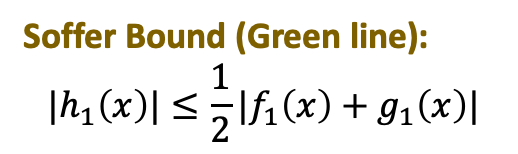 Soffer Bound (Green line):
|h₁(x)| ≤ ½|f₁(x) + g₁(x)|